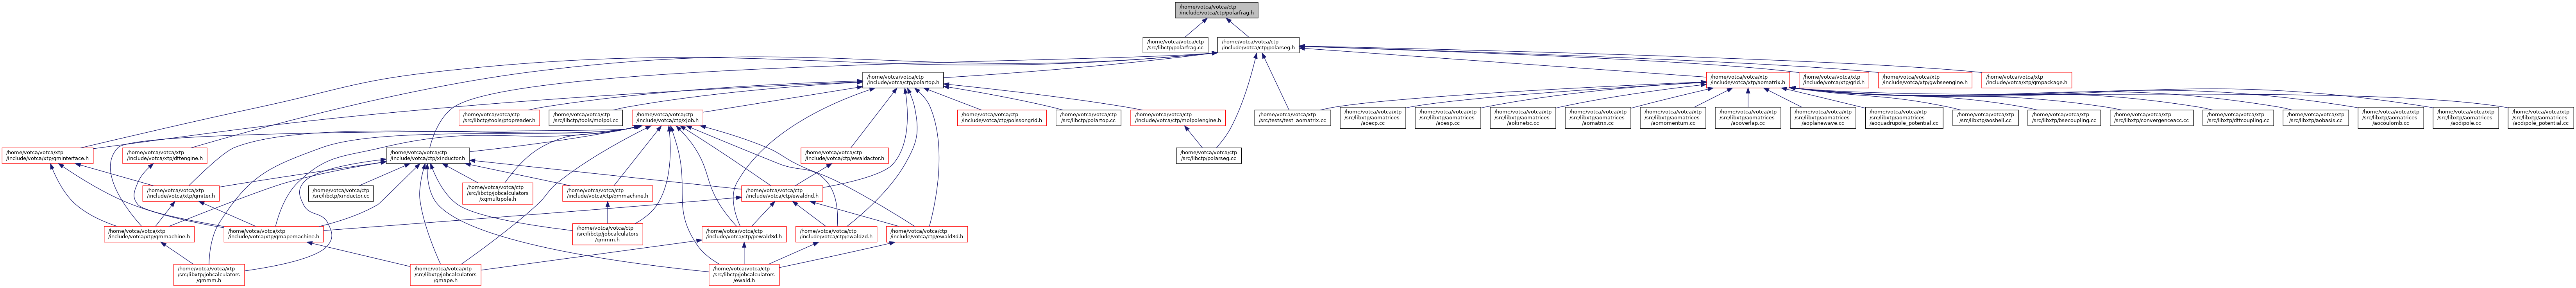 /home/votca/votca/ctp
/include/votca/ctp/polarfrag.h
/home/votca/votca/ctp
/src/libctp/polarfrag.cc
/home/votca/votca/ctp
/include/votca/ctp/polarseg.h
/home/votca/votca/ctp
/include/votca/ctp/polartop.h
/home/votca/votca/xtp
/include/votca/xtp/aomatrix.h
/home/votca/votca/xtp
/include/votca/xtp/grid.h
/home/votca/votca/xtp
/include/votca/xtp/gwbseengine.h
/home/votca/votca/xtp
/include/votca/xtp/qmpackage.h
/home/votca/votca/ctp
/src/libctp/tools/ptopreader.h
/home/votca/votca/ctp
/src/libctp/tools/molpol.cc
/home/votca/votca/ctp
/include/votca/ctp/xjob.h
/home/votca/votca/ctp
/include/votca/ctp/poissongrid.h
/home/votca/votca/ctp
/src/libctp/polartop.cc
/home/votca/votca/ctp
/include/votca/ctp/molpolengine.h
/home/votca/votca/xtp
/src/tests/test_aomatrix.cc
/home/votca/votca/xtp
/src/libxtp/aomatrices
/aoecp.cc
/home/votca/votca/xtp
/src/libxtp/aomatrices
/aoesp.cc
/home/votca/votca/xtp
/src/libxtp/aomatrices
/aokinetic.cc
/home/votca/votca/xtp
/src/libxtp/aomatrices
/aomatrix.cc
/home/votca/votca/xtp
/src/libxtp/aomatrices
/aomomentum.cc
/home/votca/votca/xtp
/src/libxtp/aomatrices
/aooverlap.cc
/home/votca/votca/xtp
/src/libxtp/aomatrices
/aoplanewave.cc
/home/votca/votca/xtp
/src/libxtp/aomatrices
/aoquadrupole_potential.cc
/home/votca/votca/xtp
/src/libxtp/aoshell.cc
/home/votca/votca/xtp
/src/libxtp/bsecoupling.cc
/home/votca/votca/xtp
/src/libxtp/convergenceacc.cc
/home/votca/votca/xtp
/src/libxtp/dftcoupling.cc
/home/votca/votca/xtp
/src/libxtp/aobasis.cc
/home/votca/votca/xtp
/src/libxtp/aomatrices
/aocoulomb.cc
/home/votca/votca/xtp
/src/libxtp/aomatrices
/aodipole.cc
/home/votca/votca/xtp
/src/libxtp/aomatrices
/aodipole_potential.cc
/home/votca/votca/xtp
/include/votca/xtp/qminterface.h
/home/votca/votca/xtp
/include/votca/xtp/dftengine.h
/home/votca/votca/ctp
/include/votca/ctp/xinductor.h
/home/votca/votca/ctp
/include/votca/ctp/ewaldactor.h
/home/votca/votca/ctp
/src/libctp/polarseg.cc
/home/votca/votca/xtp
/include/votca/xtp/qmiter.h
/home/votca/votca/ctp
/src/libctp/xinductor.cc
/home/votca/votca/ctp
/src/libctp/jobcalculators
/xqmultipole.h
/home/votca/votca/ctp
/include/votca/ctp/qmmachine.h
/home/votca/votca/ctp
/include/votca/ctp/ewaldnd.h
/home/votca/votca/xtp
/include/votca/xtp/qmmachine.h
/home/votca/votca/xtp
/include/votca/xtp/qmapemachine.h
/home/votca/votca/ctp
/src/libctp/jobcalculators
/qmmm.h
/home/votca/votca/ctp
/include/votca/ctp/pewald3d.h
/home/votca/votca/ctp
/include/votca/ctp/ewald2d.h
/home/votca/votca/ctp
/include/votca/ctp/ewald3d.h
/home/votca/votca/xtp
/src/libxtp/jobcalculators
/qmmm.h
/home/votca/votca/xtp
/src/libxtp/jobcalculators
/qmape.h
/home/votca/votca/ctp
/src/libctp/jobcalculators
/ewald.h